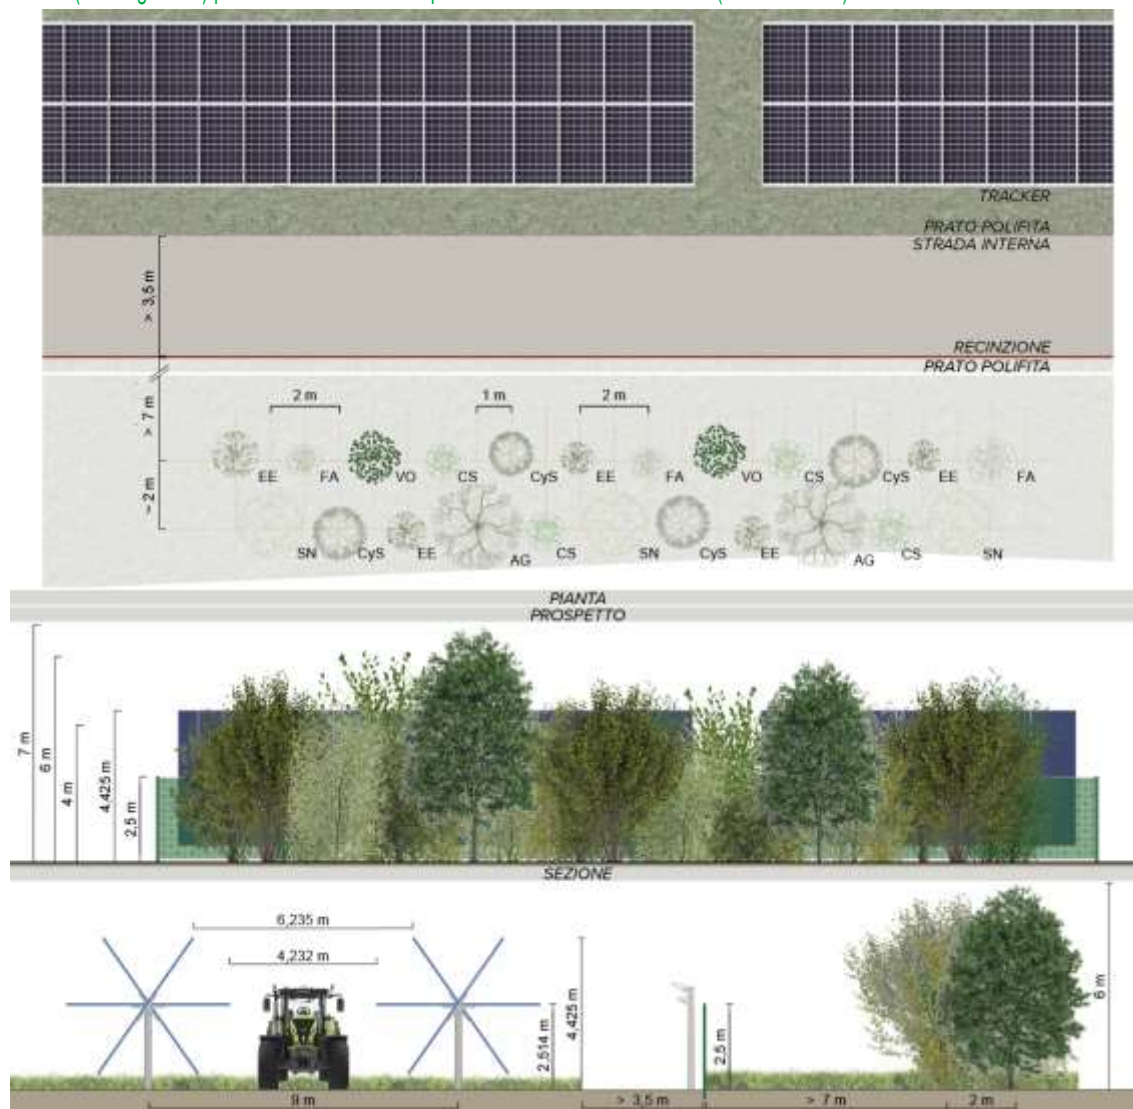 TRACKER
PRATO POLIFITA
STRADA INTERNA
> 3,5 m
RECINZIONE
PRATO POLIFITA
> 7 m
2 m 1 m 2 m
EE FA VO CS CyS EE FA VO CS CyS EE FA
~2 m
SN CyS EE AG CS SN CyS EE AG CS SN
PIANTA
PROSPETTO
7 m
6 m
4 m
4,425 m
2,5 m
SEZIONE
6,235 m
4,232 m
4,425 m
2,514 m
2,5 m
6 m
9 m > 3,5 m > 7 m 2 m